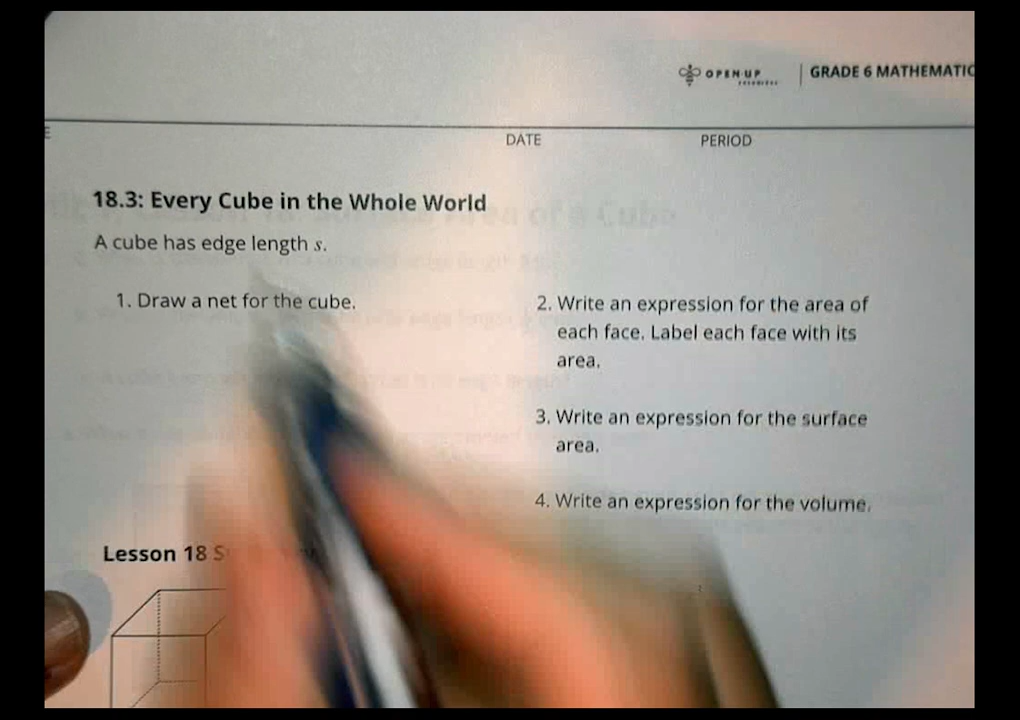 OPEN-UP
GRADE 6 MATHEMATIC
E
DATE PERIOD
18.3: Every Cube in the Whole World
A cube has edge length s.
1. Draw a net for the cube.
2. Write an expression for the area of
each face. Label each face with its
area.
3. Write an expression for the surface
area.
4. Write an expression for the volume.
Lesson 18